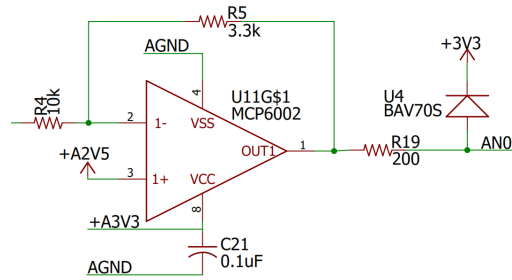 R5
3.3k
AGND
+3V3
4
R4
10k
U11G$1
MCP6002
U4
BAV70S
2
1-
VSS
OUT1
1
R19
200
AN0
+A2V5
3
1+
VCC
8
+A3V3
C21
0.1uF
AGND